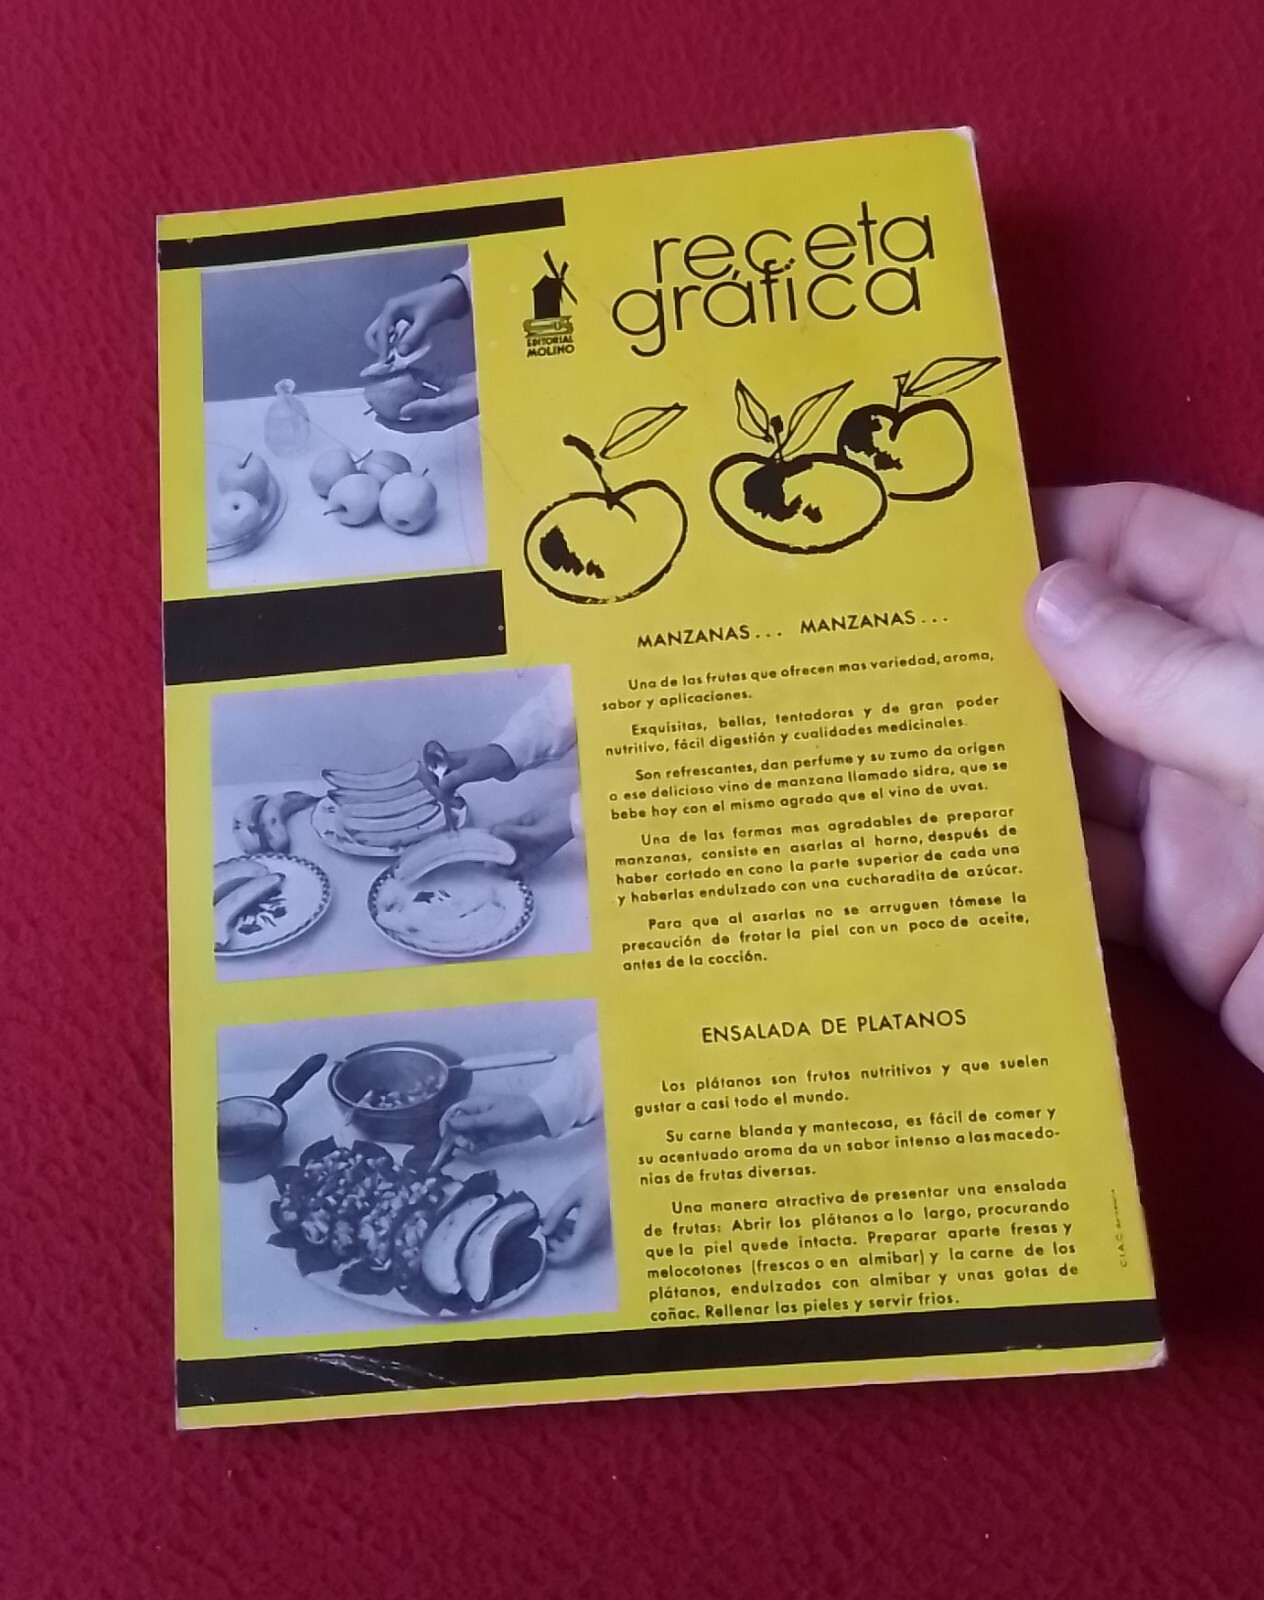 receta
gráfica
EDITORIAL
MOLINO
MANZANAS... MANZANAS...
Una de las frutas que ofrecen mas variedad, aroma,
sabor y aplicaciones.
Exquisitas, bellas, tentadoras y de gran poder
nutritivo, fácil digestión y cualidades medicinales.
Son refrescantes, dan perfume y su zumo da origen
a ese delicioso vino de manzana llamado sidra, que se
bebe hoy con el mismo agrado que el vino de uvas.
Una de las formas mas agradables de preparar
manzanas, consiste en asarlas al horno, después de
haber cortado en cono la parte superior de cada una
y haberlas endulzado con una cucharadita de azúcar.
Para que al asarlas no se arruguen tómese la
precaución de frotar la piel con un poco de aceite,
antes de la cocción.
ENSALADA DE PLATANOS
Los plátanos son frutos nutritivos y que suelen
gustar a casi todo el mundo.
Su carne blanda y mantecosa, es fácil de comer y
su acentuado aroma da un sabor intenso a las macedo-
nias de frutas diversas.
Una manera atractiva de presentar una ensalada
de frutas: Abrir los plátanos a lo largo, procurando
que la piel quede intacta. Preparar aparte fresas y
melocotones (frescos o en almibar) y la carne de los
plátanos, endulzados con almibar y unas gotas de
coñac. Rellenar las pieles y servir frios.
C.I.A.C. Barcelona